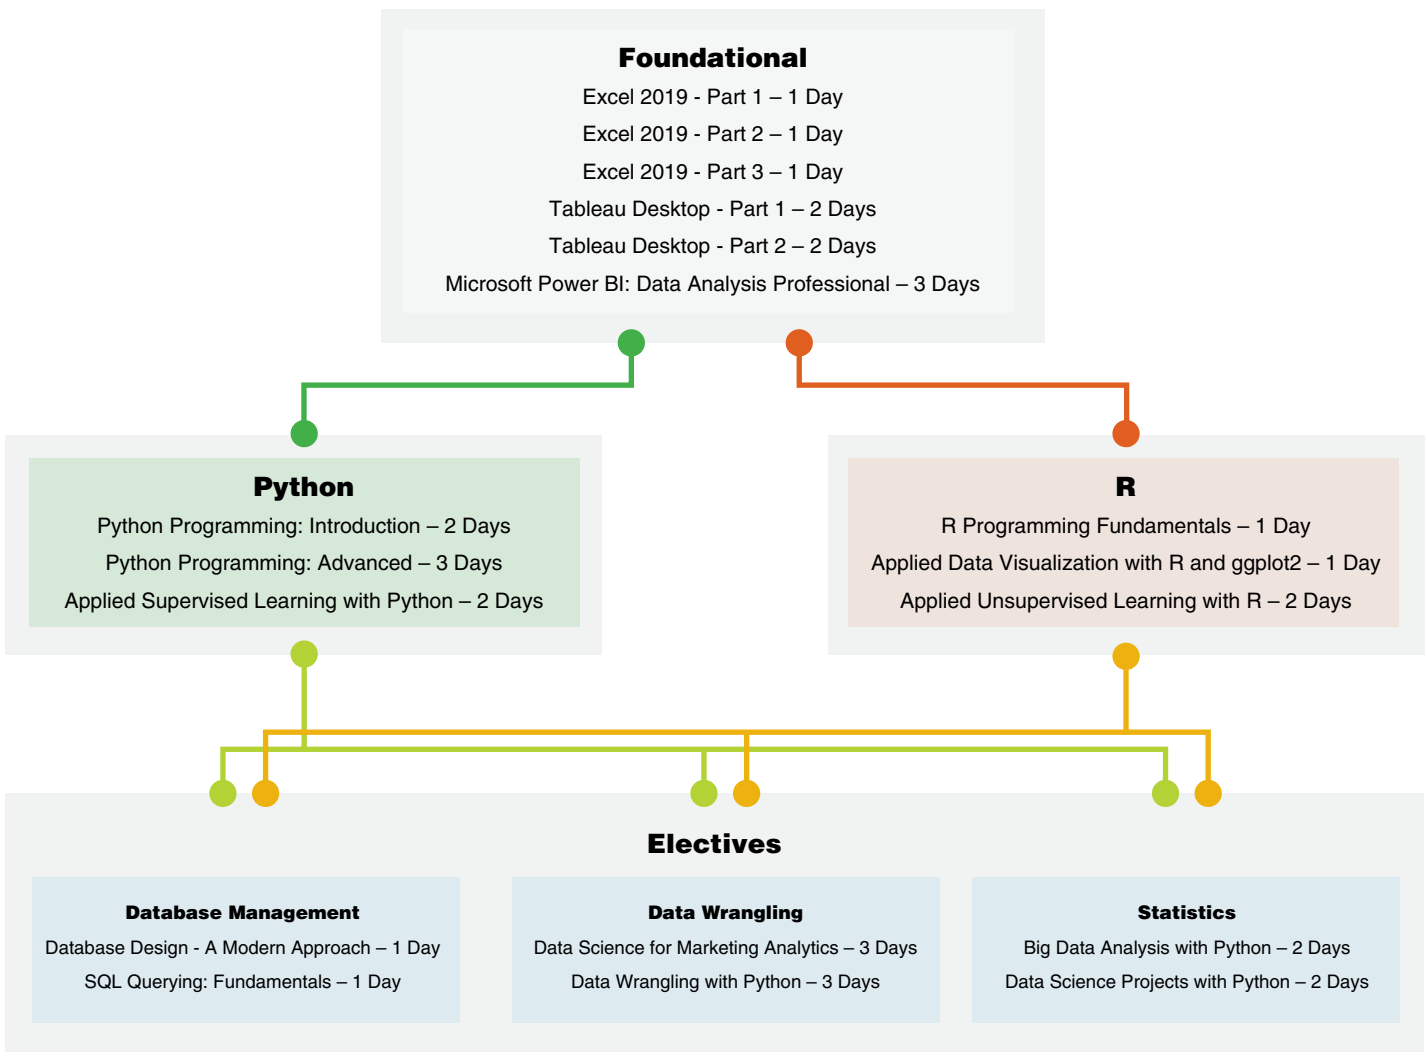 Foundational
Excel 2019 - Part 1 – 1 Day
Excel 2019 - Part 2 – 1 Day
Excel 2019 - Part 3 – 1 Day
Tableau Desktop - Part 1 – 2 Days
Tableau Desktop - Part 2 – 2 Days
Microsoft Power BI: Data Analysis Professional – 3 Days
Python
Python Programming: Introduction – 2 Days
Python Programming: Advanced – 3 Days
Applied Supervised Learning with Python – 2 Days
R
R Programming Fundamentals – 1 Day
Applied Data Visualization with R and ggplot2 – 1 Day
Applied Unsupervised Learning with R – 2 Days
Electives
Database Management
Database Design - A Modern Approach – 1 Day
SQL Querying: Fundamentals – 1 Day
Data Wrangling
Data Science for Marketing Analytics – 3 Days
Data Wrangling with Python – 3 Days
Statistics
Big Data Analysis with Python – 2 Days
Data Science Projects with Python – 2 Days